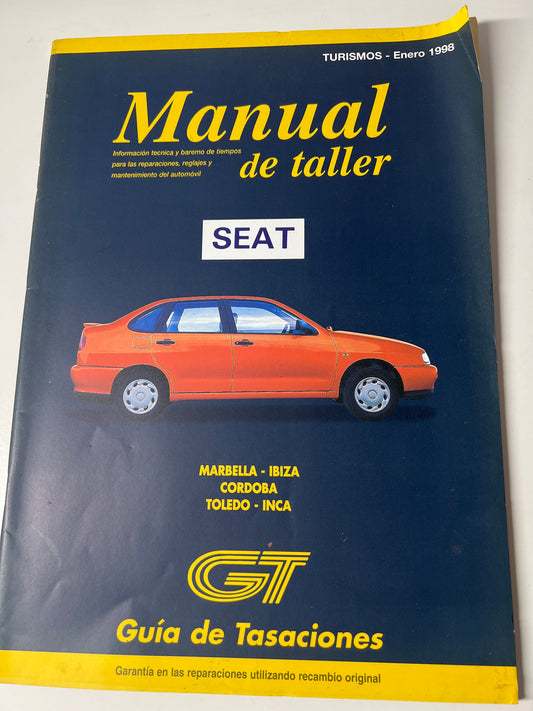 TURISMOS - Enero 1998
Manual
de taller
Información tecnica y baremo de tiempos
para las reparaciones, reglajes y
mantenimiento del automóvil
SEAT
MARBELLA - IBIZA
CORDOBA
TOLEDO - INCA
GT
Guía de Tasaciones
Garantía en las reparaciones utilizando recambio original